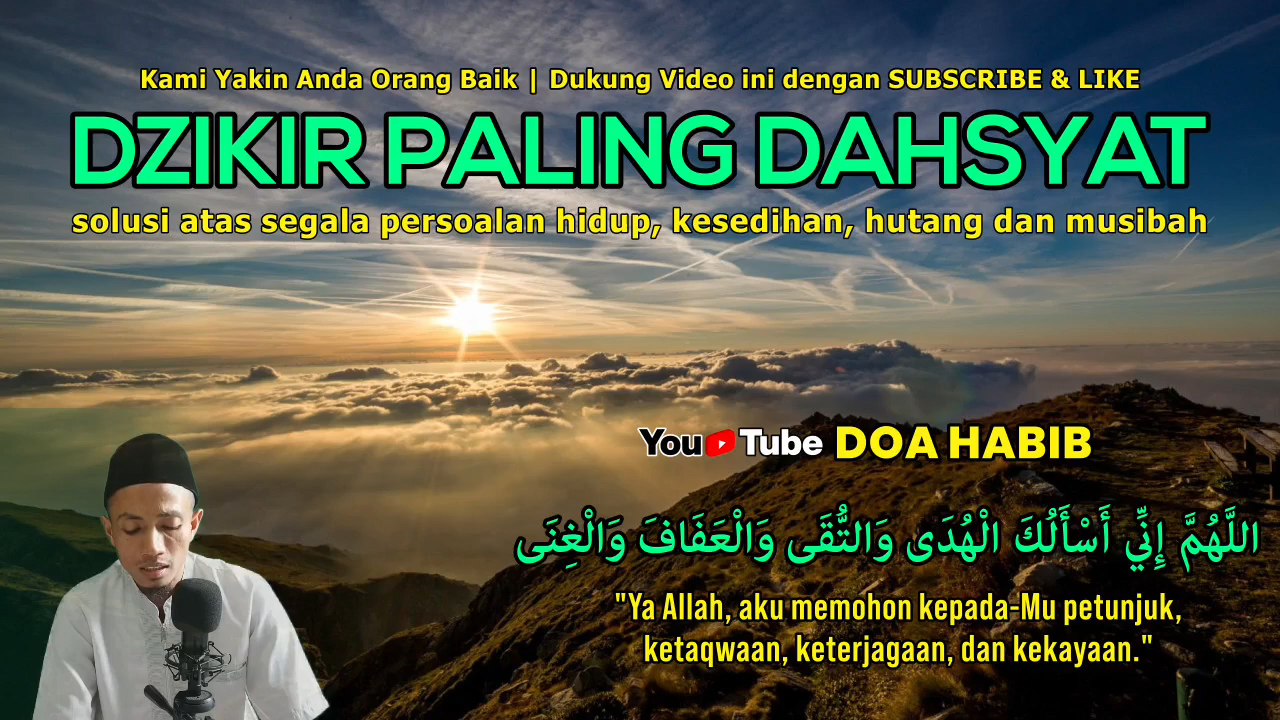 Kami Yakin Anda Orang Baik | Dukung Video ini dengan SUBSCRIBE & LIKE
DZIKIR PALING DAHSYAT
solusi atas segala persoalan hidup, kesedihan, hutang dan musibah
YouTube DOA HABIB
اللَّهُمَّ إِنِّي أَسْأَلُكَ الْهُدَى وَالتُّقَى وَالْعَفَافَ وَالْغِنَى
"Ya Allah, aku memohon kepada-Mu petunjuk,
ketaqwaan, keterjagaan, dan kekayaan."